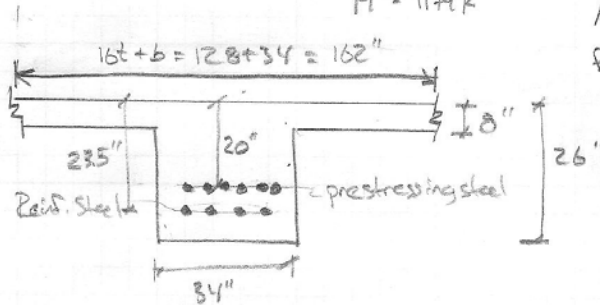 16t + b = 128 + 34 = 162"
8"
23.5"
20"
26"
prestressing steel
Reinf. Steel
34"